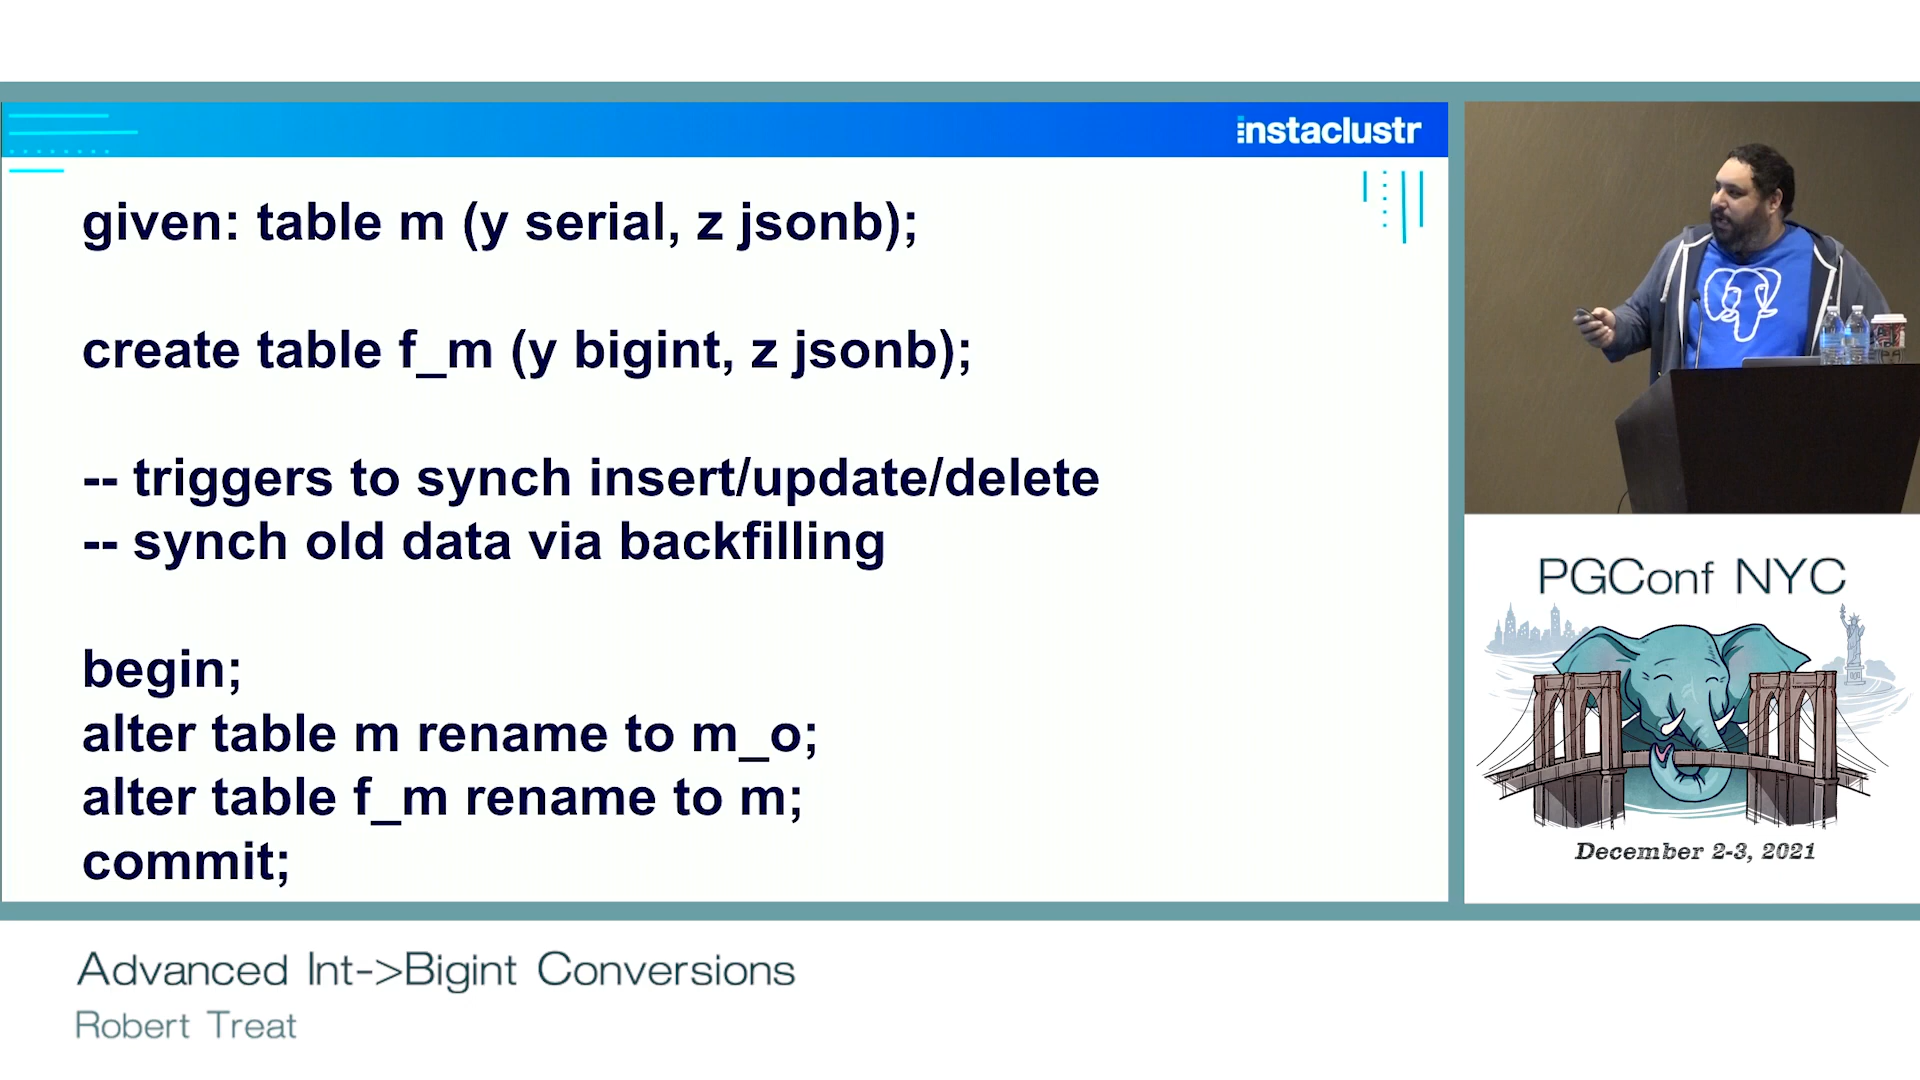 instaclustr
given: table m (y serial, z jsonb);
create table f_m (y bigint, z jsonb);
-- triggers to synch insert/update/delete
-- synch old data via backfilling
begin;
alter table m rename to m_o;
alter table f_m rename to m;
commit;
PGConf NYC
December 2-3, 2021
Advanced Int->Bigint Conversions
Robert Treat